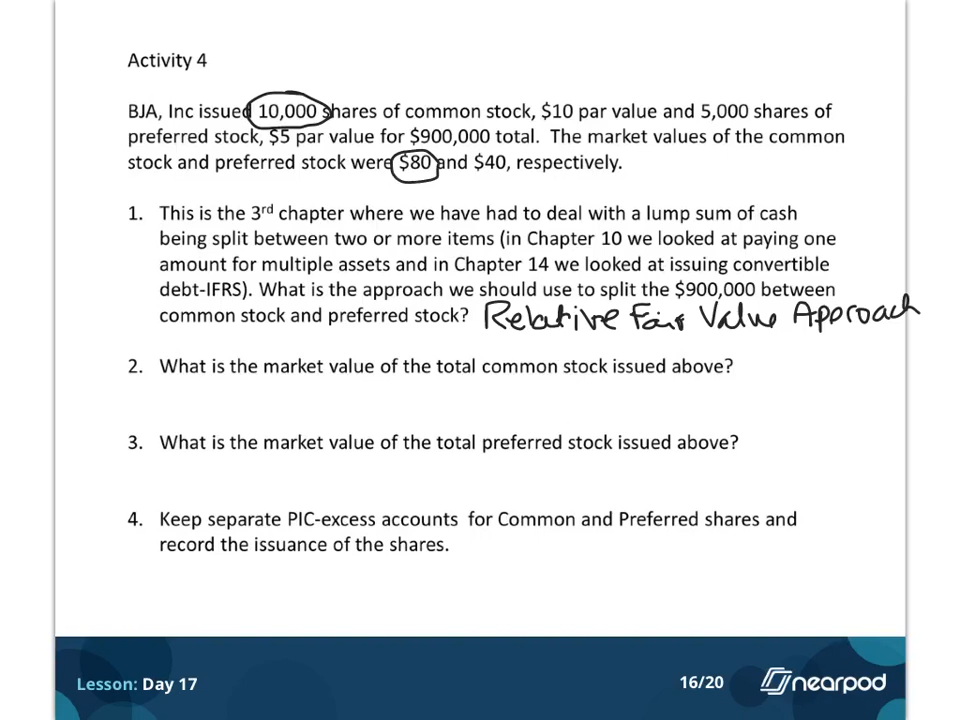 Activity 4
BJA, Inc issued 10,000 shares of common stock, $10 par value and 5,000 shares of
preferred stock, $5 par value for $900,000 total. The market values of the common
stock and preferred stock were $80 and $40, respectively.
1. This is the 3rd chapter where we have had to deal with a lump sum of cash
being split between two or more items (in Chapter 10 we looked at paying one
amount for multiple assets and in Chapter 14 we looked at issuing convertible
debt-IFRS). What is the approach we should use to split the $900,000 between
common stock and preferred stock? Relative Fair Value Approach
2. What is the market value of the total common stock issued above?
3. What is the market value of the total preferred stock issued above?
4. Keep separate PIC-excess accounts for Common and Preferred shares and
record the issuance of the shares.
Lesson: Day 17
16/20
nearpod